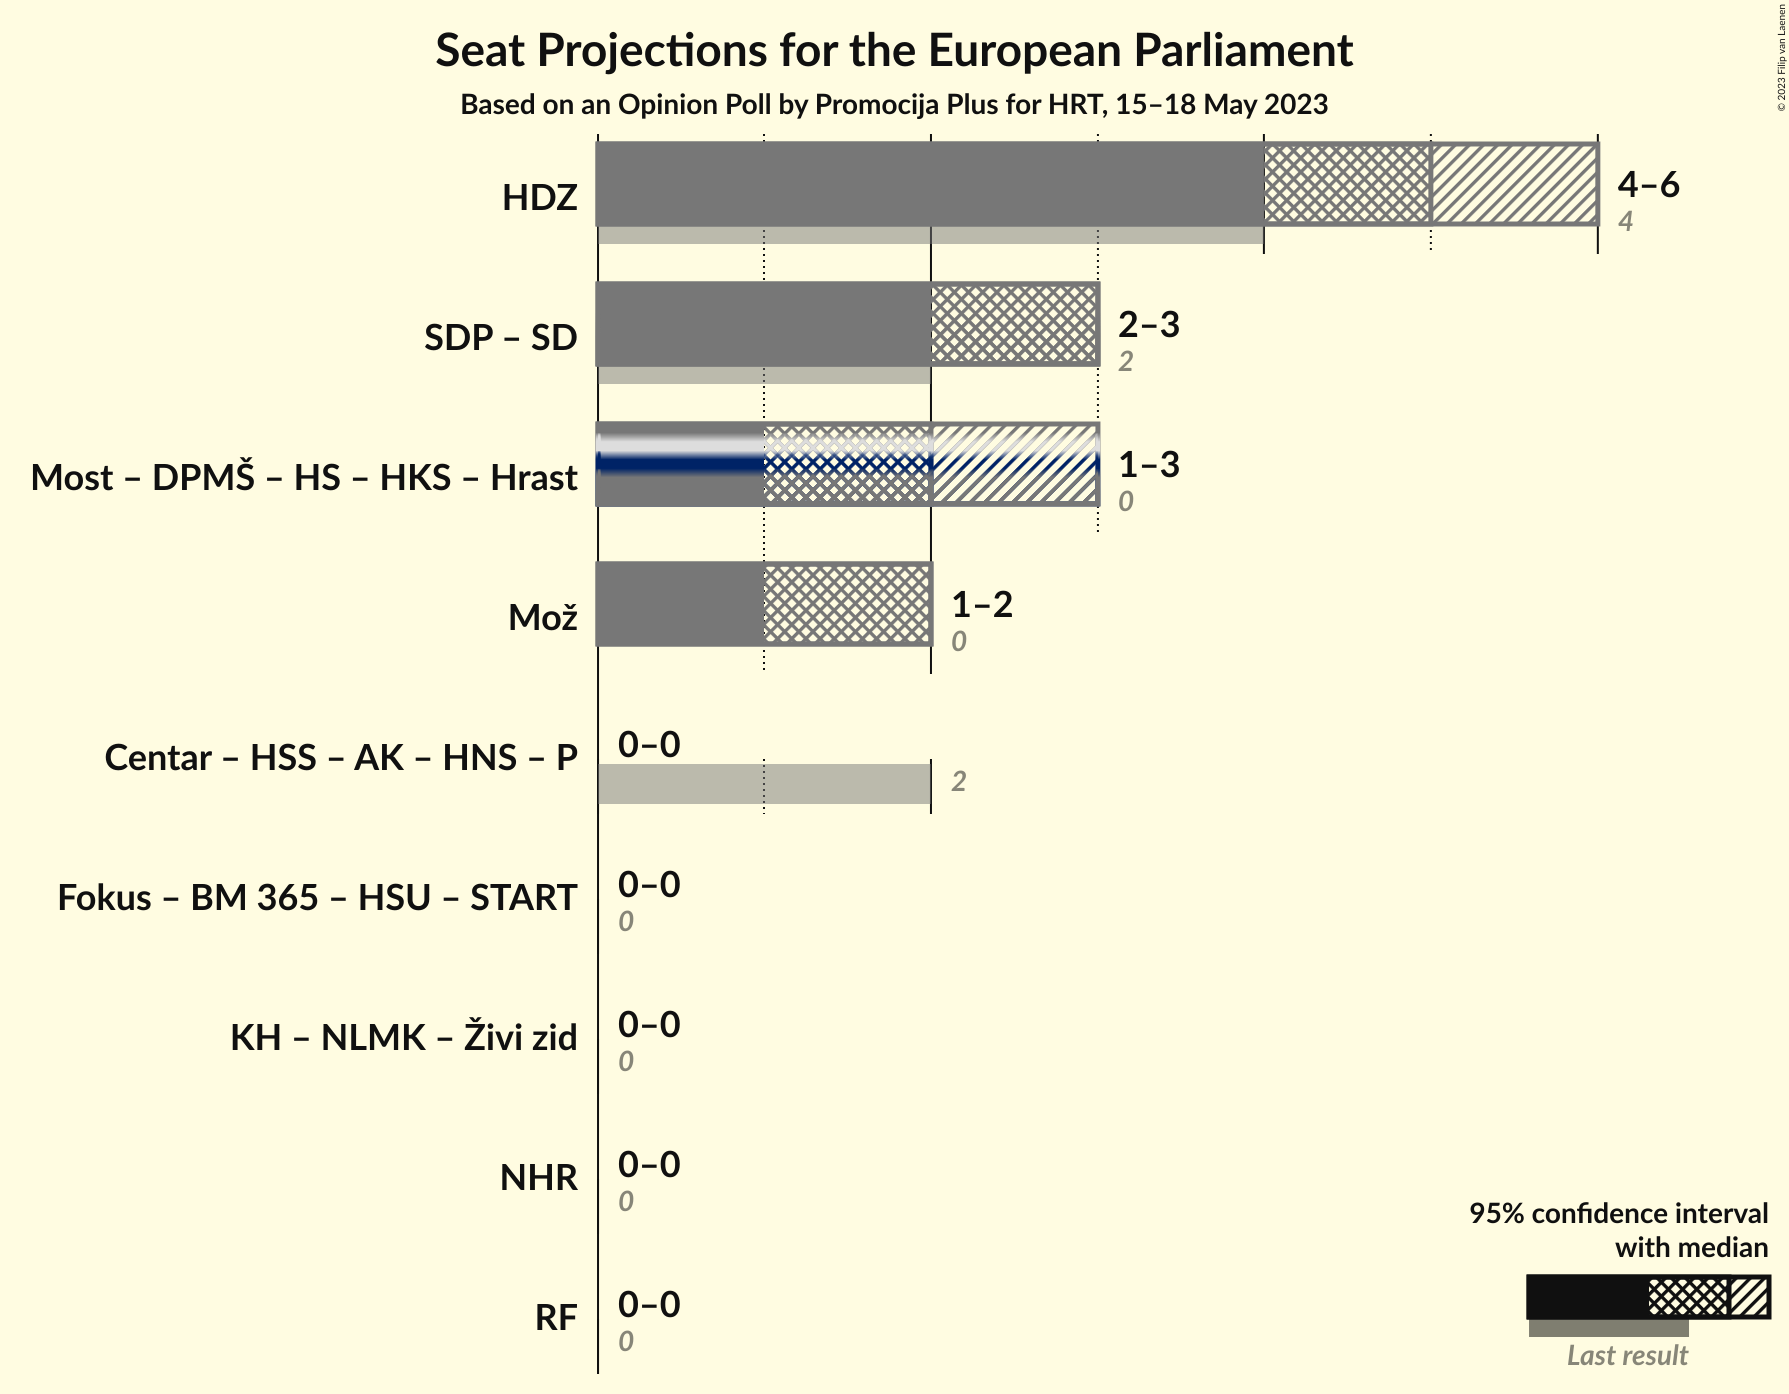 Seat Projections for the European Parliament
Based on an Opinion Poll by Promocija Plus for HRT, 15–18 May 2023
© 2023 Filip van Laenen
HDZ
4–6
4
SDP – SD
2–3
2
Most – DPMŠ – HS – HKS – Hrast
1–3
0
Mož
1–2
0
Centar – HSS – AK – HNS – P
0–0
2
Fokus – BM 365 – HSU – START
0–0
0
KH – NLMK – Živi zid
0–0
0
NHR
0–0
0
RF
0–0
0
95% confidence interval
with median
Last result